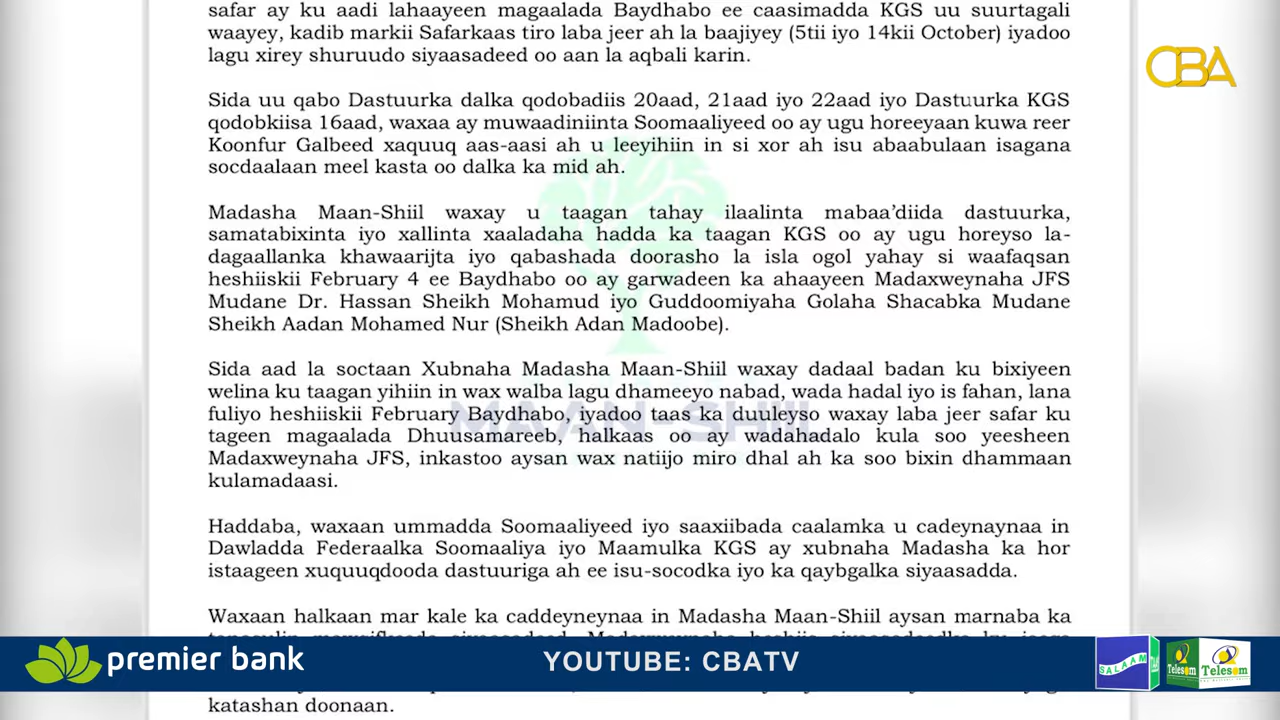 safar ay ku aadi lahaayeen magaalada Baydhabo ee caasimadda KGS uu suurtagali
waayey, kadib markii Safarkaas tiro laba jeer ah la baajiyey (5tii iyo 14kii October) iyadoo
lagu xirey shuruudo siyaasadeed oo aan la aqbali karin.
CBA
Sida uu qabo Dastuurka dalka qodobadiis 20aad, 21aad iyo 22aad iyo Dastuurka KGS
qodobkiisa 16aad, waxaa ay muwaadiniinta Soomaaliyeed oo ay ugu horeeyaan kuwa reer
Koonfur Galbeed xaquuq aas-aasi ah u leeyihiin in si xor ah isu abaabulaan isagana
socdaalaan meel kasta oo dalka ka mid ah.
Madasha Maan-Shiil waxay u taagan tahay ilaalinta mabaa’diida dastuurka,
samatabixinta iyo xallinta xaaladaha hadda ka taagan KGS oo ay ugu horeyso la-
dagaallanka khawaarijta iyo qabashada doorasho la isla ogol yahay si waafaqsan
heshiiskii February 4 ee Baydhabo oo ay garwadeen ka ahaayeen Madaxweynaha JFS
Mudane Dr. Hassan Sheikh Mohamud iyo Guddoomiyaha Golaha Shacabka Mudane
Sheikh Aadan Mohamed Nur (Sheikh Adan Madoobe).
Sida aad la soctaan Xubnaha Madasha Maan-Shiil waxay dadaal badan ku bixiyeen
welina ku taagan yihiin in wax walba lagu dhameeyo nabad, wada hadal iyo is fahan, lana
fuliyo heshiiskii February Baydhabo, iyadoo taas ka duuleyso waxay laba jeer safar ku
tageen magaalada Dhuusamareeb, halkaas oo ay wadahadalo kula soo yeesheen
Madaxweynaha JFS, inkastoo aysan wax natiijo miro dhal ah ka soo bixin dhammaan
kulamadaasi.
MAAN-SHIIL
Haddaba, waxaan ummadda Soomaaliyeed iyo saaxiibada caalamka u cadeynaynaa in
Dawladda Federaalka Soomaaliya iyo Maamulka KGS ay xubnaha Madasha ka hor
istaageen xuquuqdooda dastuuriga ah ee isu-socodka iyo ka qaybgalka siyaasadda.
Waxaan halkaan mar kale ka caddeyneynaa in Madasha Maan-Shiil aysan marnaba ka
premier bank
YOUTUBE: CBATV
SALAAM
Telesom
Telesom
katashan doonaan.